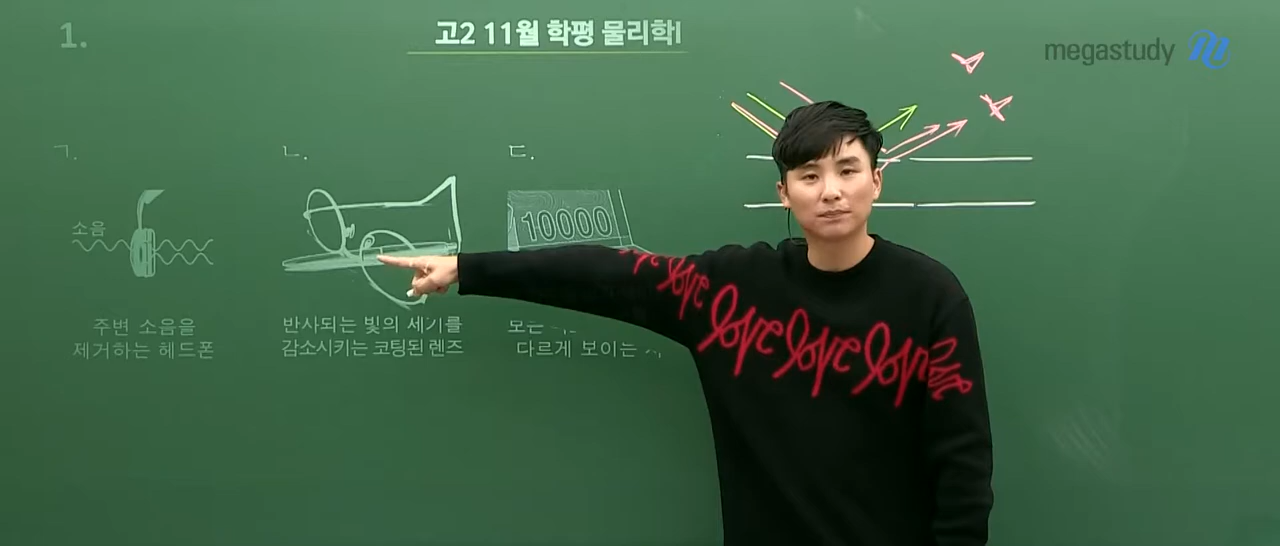 1.
고2 11월 학평 물리학I
megastudy
ㄱ.
ㄴ.
ㄷ.
소음
10000
주변 소음을
제거하는 헤드폰
반사되는 빛의 세기를
감소시키는 코팅된 렌즈
다르게 보이는
love love love